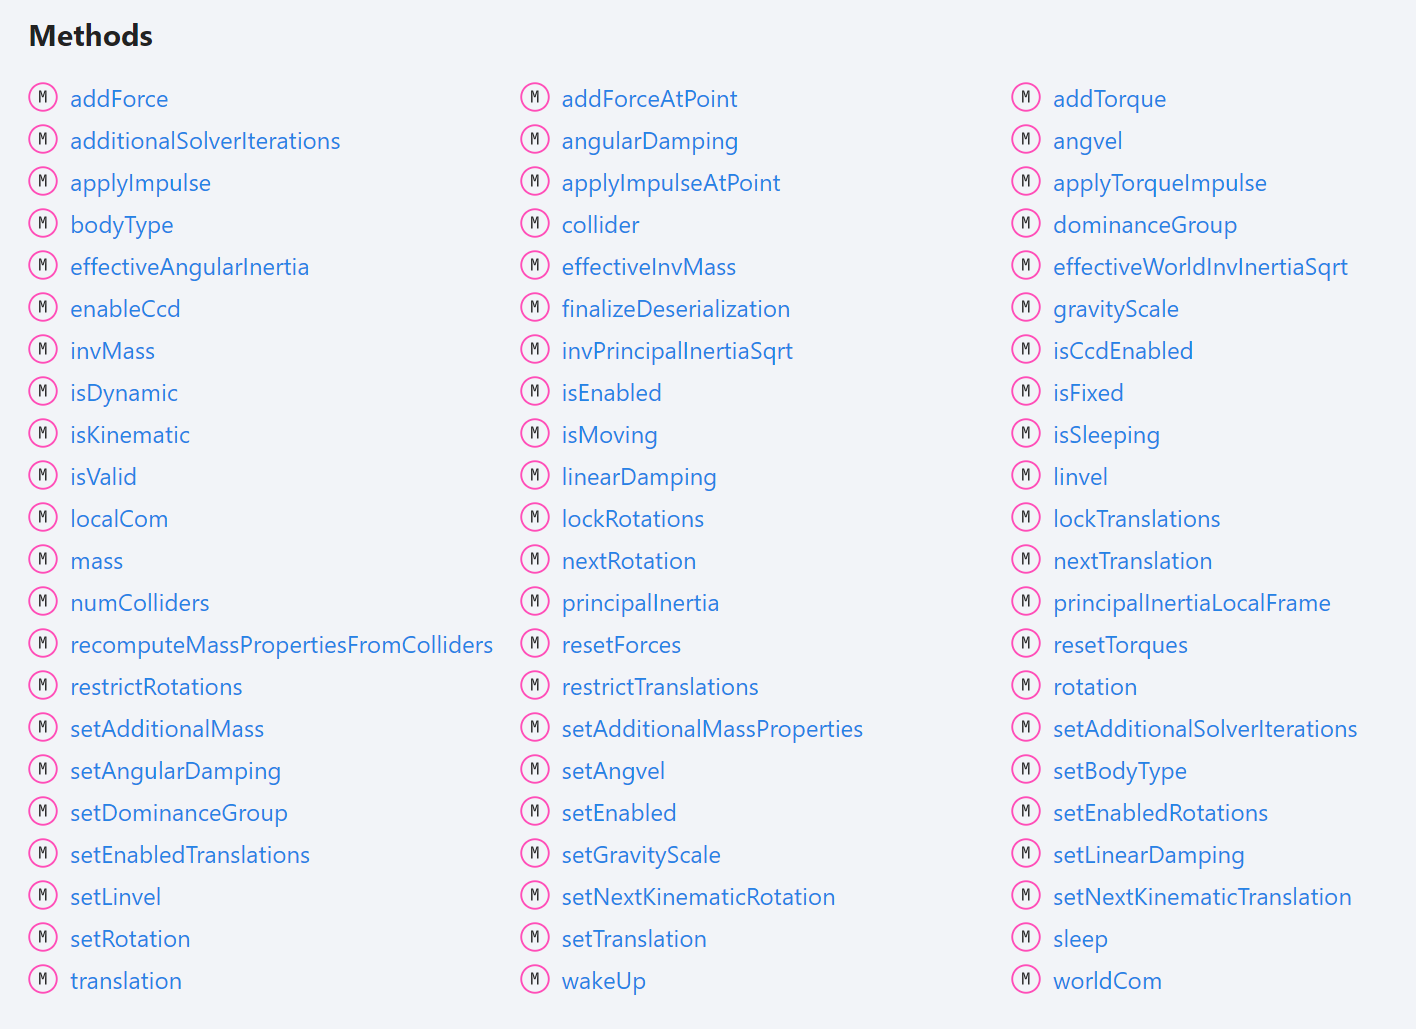 Methods
M addForce M addForceAtPoint M addTorque
M additionalSolverIterations M angularDamping M angvel
M applyImpulse M applyImpulseAtPoint M applyTorqueImpulse
M bodyType M collider M dominanceGroup
M effectiveAngularInertia M effectiveInvMass M effectiveWorldInvInertiaSqrt
M enableCcd M finalizeDeserialization M gravityScale
M invMass M invPrincipalInertiaSqrt M isCcdEnabled
M isDynamic M isEnabled M isFixed
M isKinematic M isMoving M isSleeping
M isValid M linearDamping M linvel
M localCom M lockRotations M lockTranslations
M mass M nextRotation M nextTranslation
M numColliders M principalInertia M principalInertiaLocalFrame
M recomputeMassPropertiesFromColliders M resetForces M resetTorques
M restrictRotations M restrictTranslations M rotation
M setAdditionalMass M setAdditionalMassProperties M setAdditionalSolverIterations
M setAngularDamping M setAngvel M setBodyType
M setDominanceGroup M setEnabled M setEnabledRotations
M setEnabledTranslations M setGravityScale M setLinearDamping
M setLinvel M setNextKinematicRotation M setNextKinematicTranslation
M setRotation M setTranslation M sleep
M translation M wakeUp M worldCom